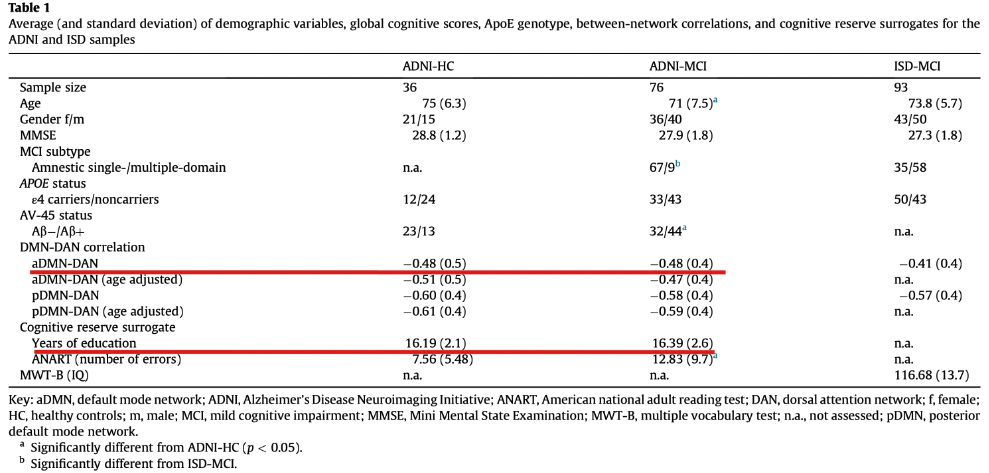 Table 1
Average (and standard deviation) of demographic variables, global cognitive scores, ApoE genotype, between-network correlations, and cognitive reserve surrogates for the
ADNI and ISD samples
ADNI-HC ADNI-MCI ISD-MCI
Sample size 36 76 93
Age 75 (6.3) 71 (7.5)a 73.8 (5.7)
Gender f/m 21/15 36/40 43/50
MMSE 28.8 (1.2) 27.9 (1.8) 27.3 (1.8)
MCI subtype
Amnestic single-/multiple-domain n.a. 67/9b 35/58
APOE status
ε4 carriers/noncarriers 12/24 33/43 50/43
AV-45 status
Aβ−/Aβ+ 23/13 32/44a n.a.
DMN-DAN correlation
aDMN-DAN −0.48 (0.5) −0.48 (0.4) −0.41 (0.4)
aDMN-DAN (age adjusted) −0.51 (0.5) −0.47 (0.4) n.a.
pDMN-DAN −0.60 (0.4) −0.58 (0.4) −0.57 (0.4)
pDMN-DAN (age adjusted) −0.61 (0.4) −0.59 (0.4) n.a.
Cognitive reserve surrogate
Years of education 16.19 (2.1) 16.39 (2.6) n.a.
ANART (number of errors) 7.56 (5.48) 12.83 (9.7)a n.a.
MWT-B (IQ) n.a. n.a. 116.68 (13.7)
Key: aDMN, default mode network; ADNI, Alzheimer's Disease Neuroimaging Initiative; ANART, American national adult reading test; DAN, dorsal attention network; f, female;
HC, healthy controls; m, male; MCI, mild cognitive impairment; MMSE, Mini Mental State Examination; MWT-B, multiple vocabulary test; n.a., not assessed; pDMN, posterior
default mode network.
a Significantly different from ADNI-HC (p < 0.05).
b Significantly different from ISD-MCI.